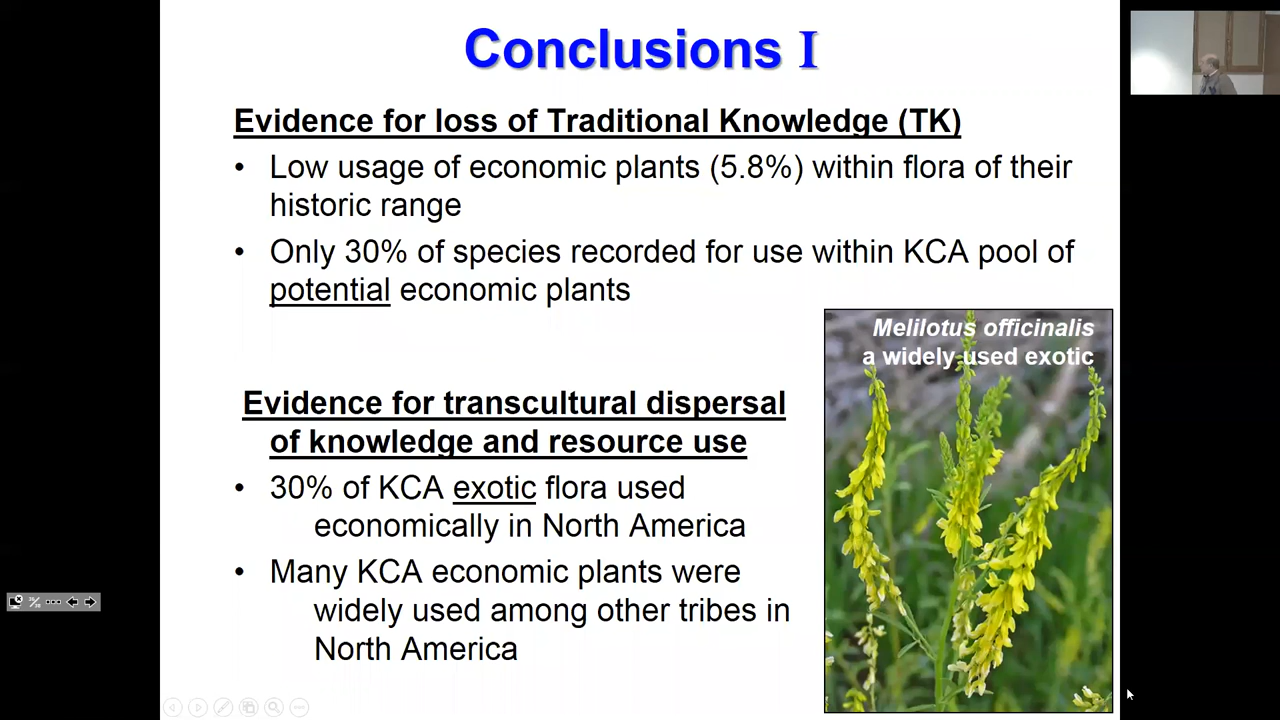 Conclusions I
Evidence for loss of Traditional Knowledge (TK)
• Low usage of economic plants (5.8%) within flora of their
historic range
• Only 30% of species recorded for use within KCA pool of
potential economic plants
Melilotus officinalis
a widely used exotic
Evidence for transcultural dispersal
of knowledge and resource use
• 30% of KCA exotic flora used
economically in North America
• Many KCA economic plants were
widely used among other tribes in
North America